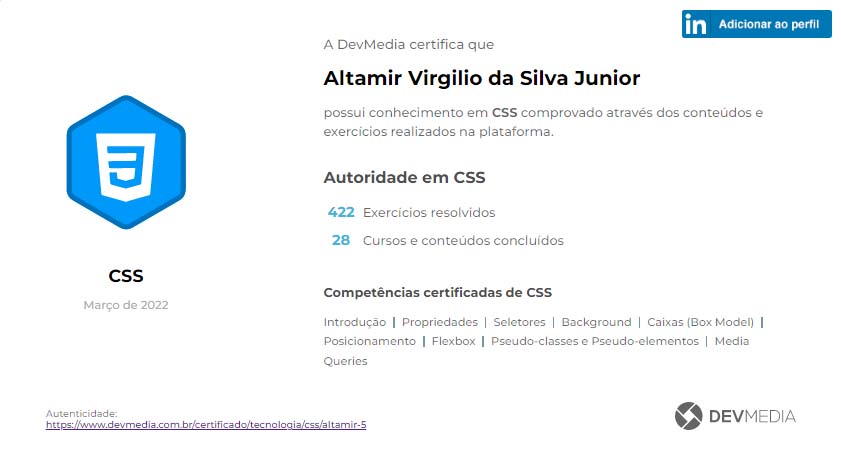 in Adicionar ao perfil
A DevMedia certifica que
Altamir Virgilio da Silva Junior
possui conhecimento em CSS comprovado através dos conteúdos e
exercícios realizados na plataforma.
Autoridade em CSS
422 Exercícios resolvidos
28 Cursos e conteúdos concluídos
CSS
Março de 2022
Competências certificadas de CSS
Introdução | Propriedades | Seletores | Background | Caixas (Box Model) |
Posicionamento | Flexbox | Pseudo-classes e Pseudo-elementos | Media
Queries
Autenticidade:
https://www.devmedia.com.br/certificado/tecnologia/css/altamir-5
DEVMEDIA